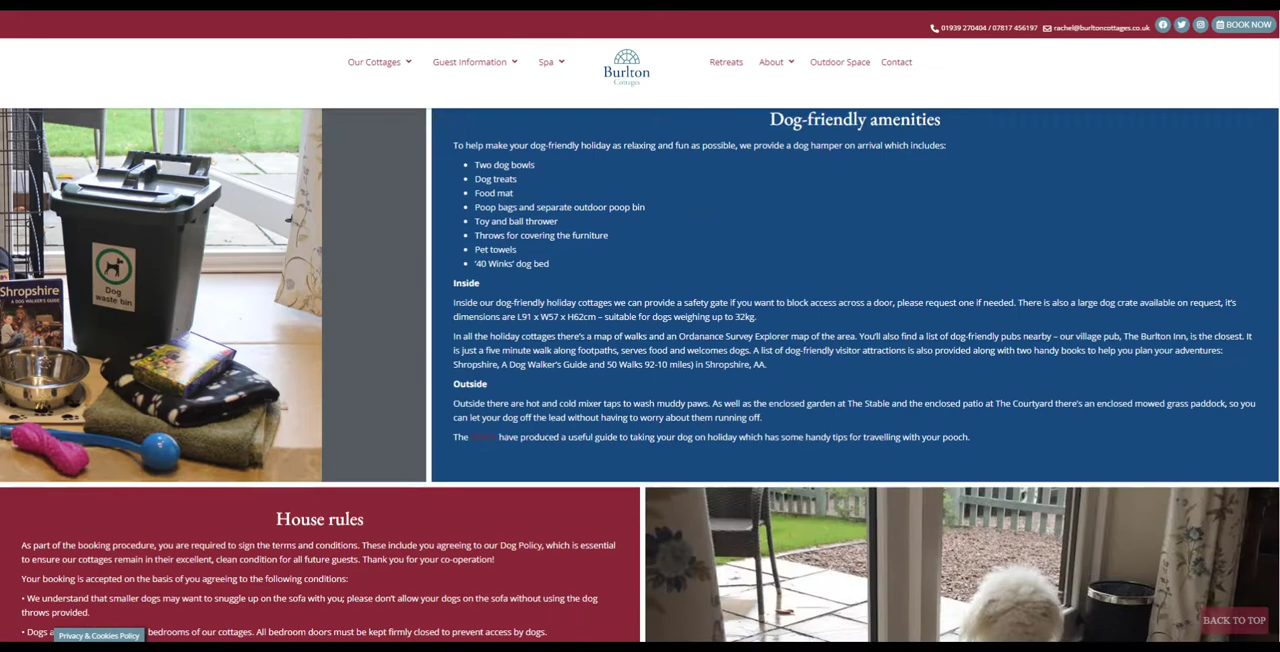 01939 270404 / 07817 456197 rachel@burltoncottages.co.uk BOOK NOW
Our Cottages Guest Information Spa Burlton Cottages Retreats About Outdoor Space Contact
Dog waste bin
Shropshire
A DOG WALKER'S GUIDE
Dog-friendly amenities
To help make your dog-friendly holiday as relaxing and fun as possible, we provide a dog hamper on arrival which includes:
• Two dog bowls
• Dog treats
• Food mat
• Poop bags and separate outdoor poop bin
• Toy and ball thrower
• Throws for covering the furniture
• Pet towels
• '40 Winks' dog bed
Inside
Inside our dog-friendly holiday cottages we can provide a safety gate if you want to block access across a door, please request one if needed. There is also a large dog crate available on request, it's
dimensions are L91 x W57 x H62cm – suitable for dogs weighing up to 32kg.
In all the holiday cottages there's a map of walks and an Ordnance Survey Explorer map of the area. You'll also find a list of dog-friendly pubs nearby – our village pub, The Burlton Inn, is the closest. It
is just a five minute walk along footpaths, serves food and welcomes dogs. A list of dog-friendly visitor attractions is also provided along with two handy books to help you plan your adventures:
Shropshire, A Dog Walker's Guide and 50 Walks 92-10 miles) in Shropshire, AA.
Outside
Outside there are hot and cold mixer taps to wash muddy paws. As well as the enclosed garden at The Stable and the enclosed patio at The Courtyard there's an enclosed mowed grass paddock, so you
can let your dog off the lead without having to worry about them running off.
The have produced a useful guide to taking your dog on holiday which has some handy tips for travelling with your pooch.
House rules
As part of the booking procedure, you are required to sign the terms and conditions. These include you agreeing to our Dog Policy, which is essential
to ensure our cottages remain in their excellent, clean condition for all future guests. Thank you for your co-operation!
Your booking is accepted on the basis of you agreeing to the following conditions:
• We understand that smaller dogs may want to snuggle up on the sofa with you; please don't allow your dogs on the sofa without using the dog
throws provided.
• Dogs bedrooms of our cottages. All bedroom doors must be kept firmly closed to prevent access by dogs.
Privacy & Cookies Policy
BACK TO TOP